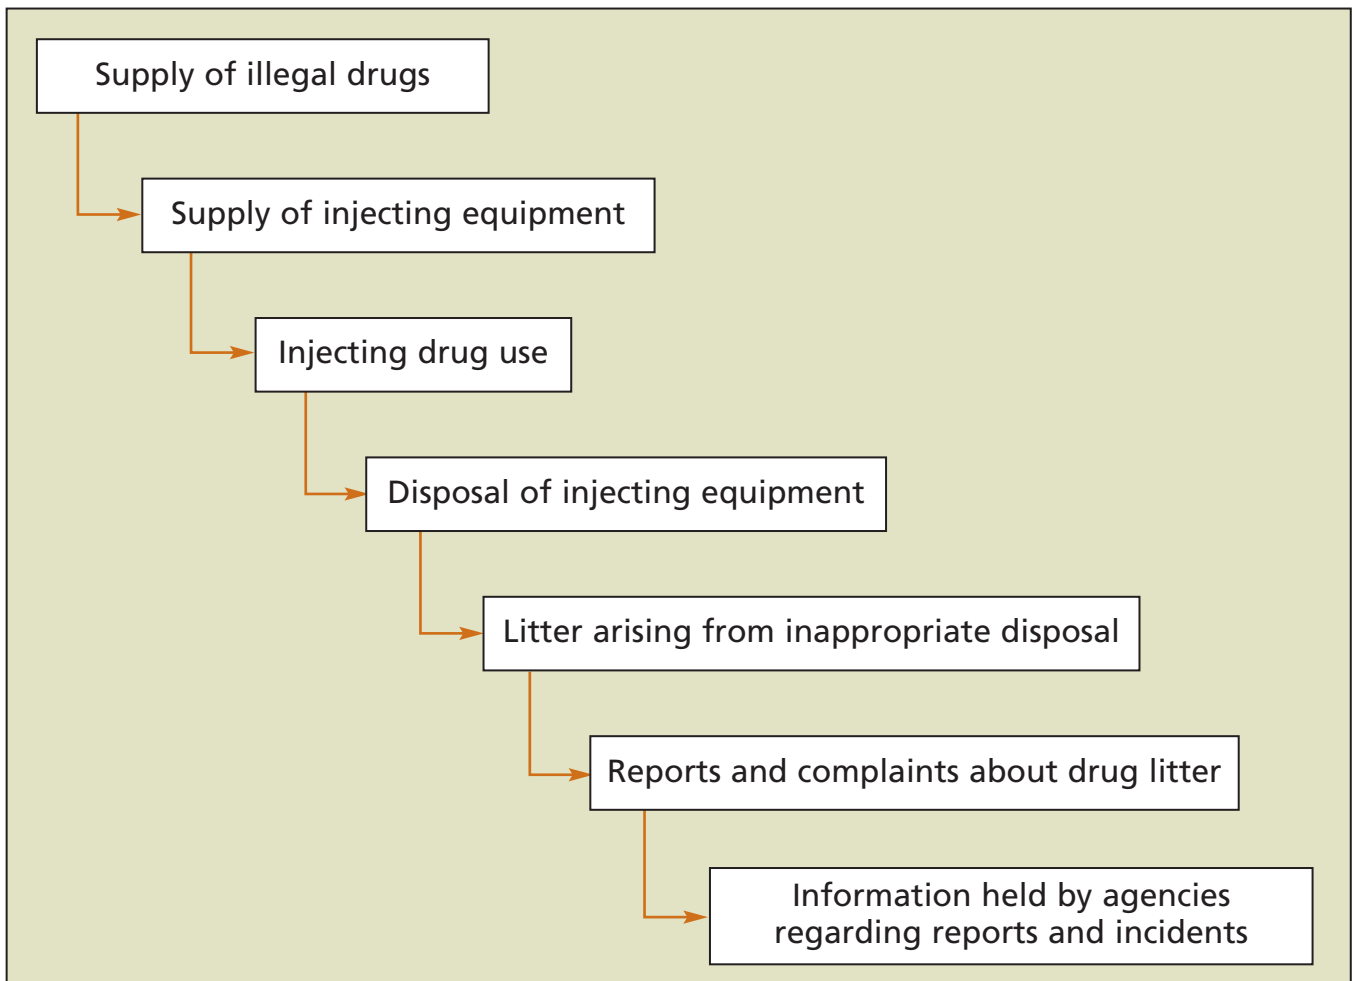 Supply of illegal drugs
Supply of injecting equipment
Injecting drug use
Disposal of injecting equipment
Litter arising from inappropriate disposal
Reports and complaints about drug litter
Information held by agencies
regarding reports and incidents